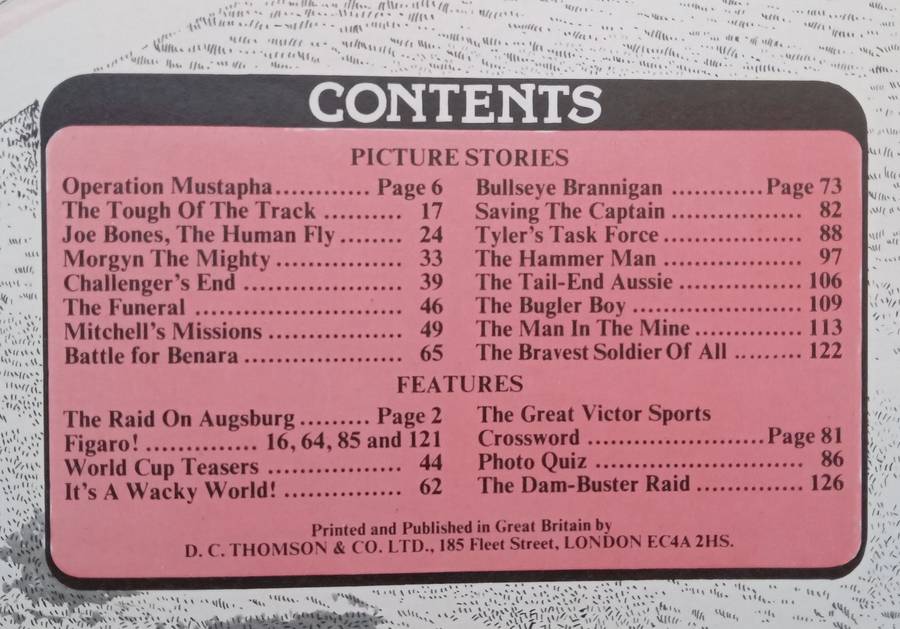 CONTENTS
PICTURE STORIES
Operation Mustapha............ Page 6
The Tough Of The Track .......... 17
Joe Bones, The Human Fly........ 24
Morgyn The Mighty ................ 33
Challenger's End .................... 39
The Funeral .......................... 46
Mitchell's Missions .................. 49
Battle for Benara .................... 65
Bullseye Brannigan ............Page 73
Saving The Captain ................. 82
Tyler's Task Force.................. 88
The Hammer Man ................. 97
The Tail-End Aussie ............... 106
The Bugler Boy ..................... 109
The Man In The Mine ............. 113
The Bravest Soldier Of All ......... 122
FEATURES
The Raid On Augsburg ......... Page 2
Figaro! .............. 16, 64, 85 and 121
World Cup Teasers ................. 44
It's A Wacky World! ............... 62
The Great Victor Sports
Crossword .......................Page 81
Photo Quiz ........................... 86
The Dam-Buster Raid ............. 126
Printed and Published in Great Britain by
D. C. THOMSON & CO. LTD., 185 Fleet Street, LONDON EC4A 2HS.